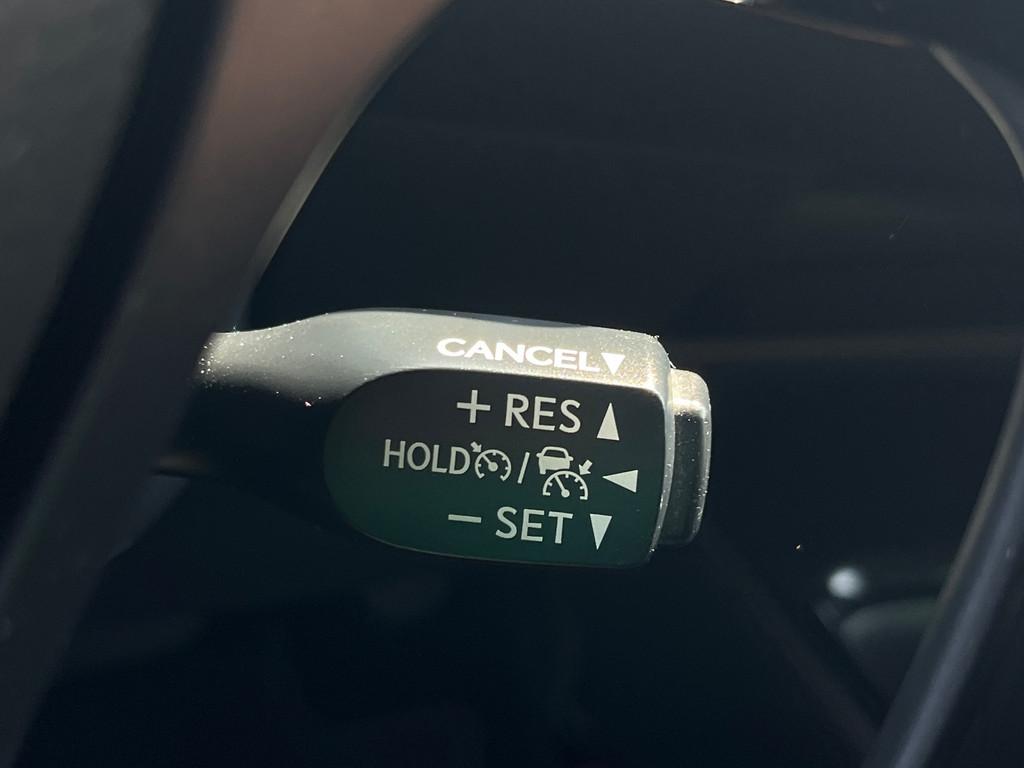 CANCEL▼
+ RES ▲
HOLD / ◀
− SET ▼